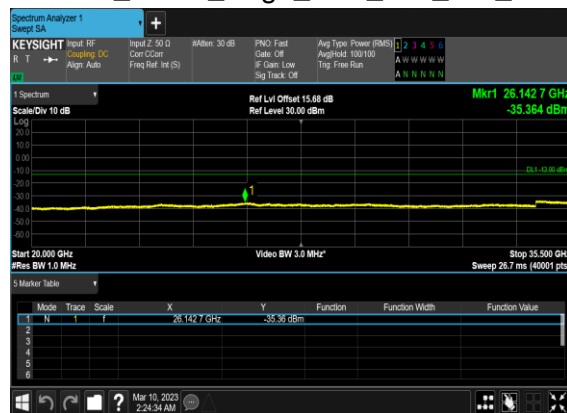 Spectrum Analyzer 1
Swept SA
+
KEYSIGHT Input: RF
R T Coupling: DC
Align: Auto
Input Z: 50 Ω
Corr CCorr
Freq Ref: Int (S)
#Atten: 30 dB
PNO: Fast
Gate: Off
IF Gain: Low
Sig Track: Off
Avg Type: Power (RMS)
Avg|Hold: 100/100
Trig: Free Run
1 2 3 4 5 6
A W W W W W
A N N N N N
1 Spectrum
Scale/Div 10 dB
Ref Lvl Offset 15.68 dB
Ref Level 30.00 dBm
Mkr1 26.142 7 GHz
-35.364 dBm
Log
20.0
10.0
0.00
-10.0
DL1 -13.00 dBm
-20.0
1
-30.0
-40.0
-50.0
-60.0
Start 20.000 GHz
#Res BW 1.0 MHz
Video BW 3.0 MHz*
Stop 35.500 GHz
Sweep 26.7 ms (40001 pts)
5 Marker Table
Mode Trace Scale X Y Function Function Width Function Value
1 N 1 f 26.142 7 GHz -35.36 dBm
2
3
4
5
6
? Mar 10, 2023
2:24:34 AM